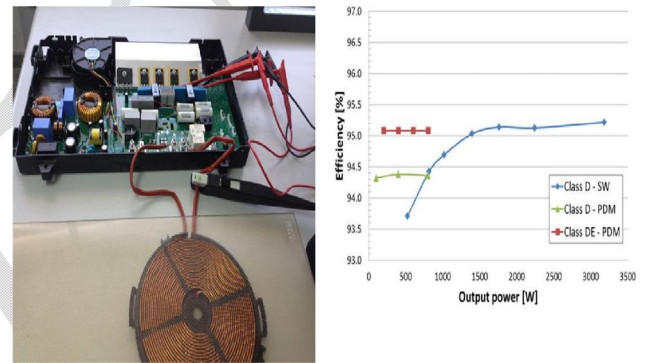 97.0
96.5
96.0
95.5
95.0
94.5
94.0
93.5
93.0
Efficiency [%]
0 500 1000 1500 2000 2500 3000 3500
Output power [W]
Class D - SW
Class D - PDM
Class DE - PDM